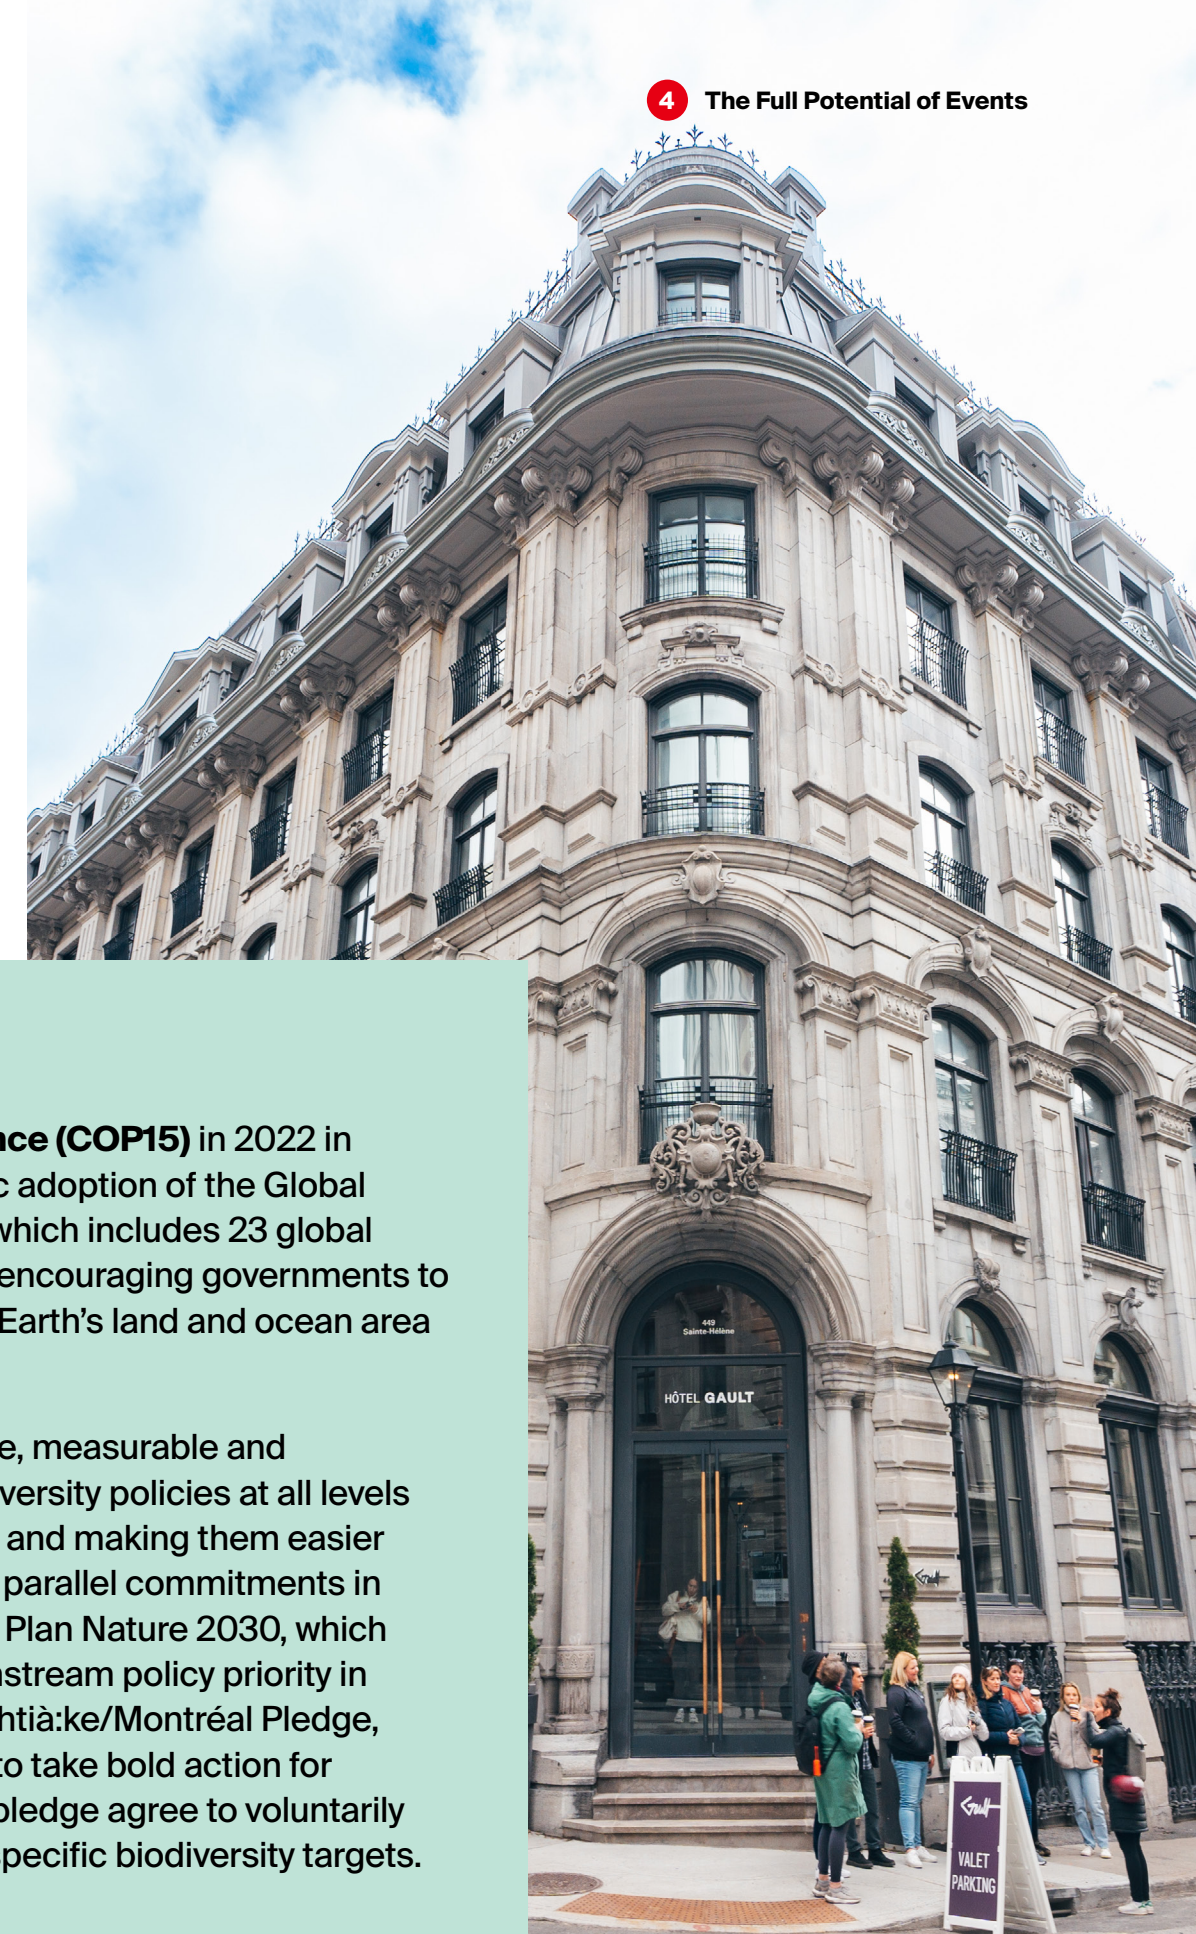 4 The Full Potential of Events
nce (COP15) in 2022 in
c adoption of the Global
which includes 23 global
encouraging governments to
Earth’s land and ocean area
e, measurable and
versity policies at all levels
and making them easier
parallel commitments in
Plan Nature 2030, which
nstream policy priority in
htià:ke/Montréal Pledge,
to take bold action for
pledge agree to voluntarily
specific biodiversity targets.
449
Sainte-Hélène
HÔTEL GAULT
Gault
Gault
VALET
PARKING